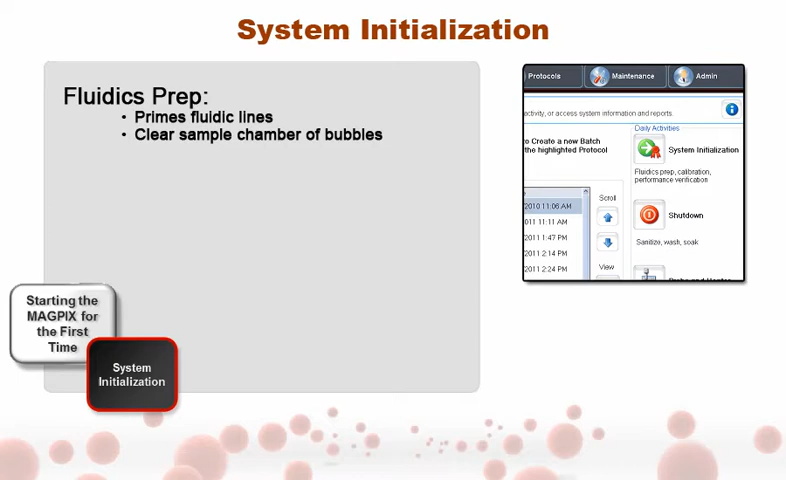 System Initialization
Fluidics Prep:
• Primes fluidic lines
• Clear sample chamber of bubbles
Starting the
MAGPIX for
the First
Time
System
Initialization
Protocols
Maintenance
Admin
activity, or access system information and reports.
Daily Activities
to Create a new Batch
the highlighted Protocol
System Initialization
Fluidics prep, calibration,
performance verification
Scroll
2010 11:06 AM
011 11:11 AM
2011 1:47 PM
2011 2:14 PM
2011 2:24 PM
View
Shutdown
Sanitize, wash, soak